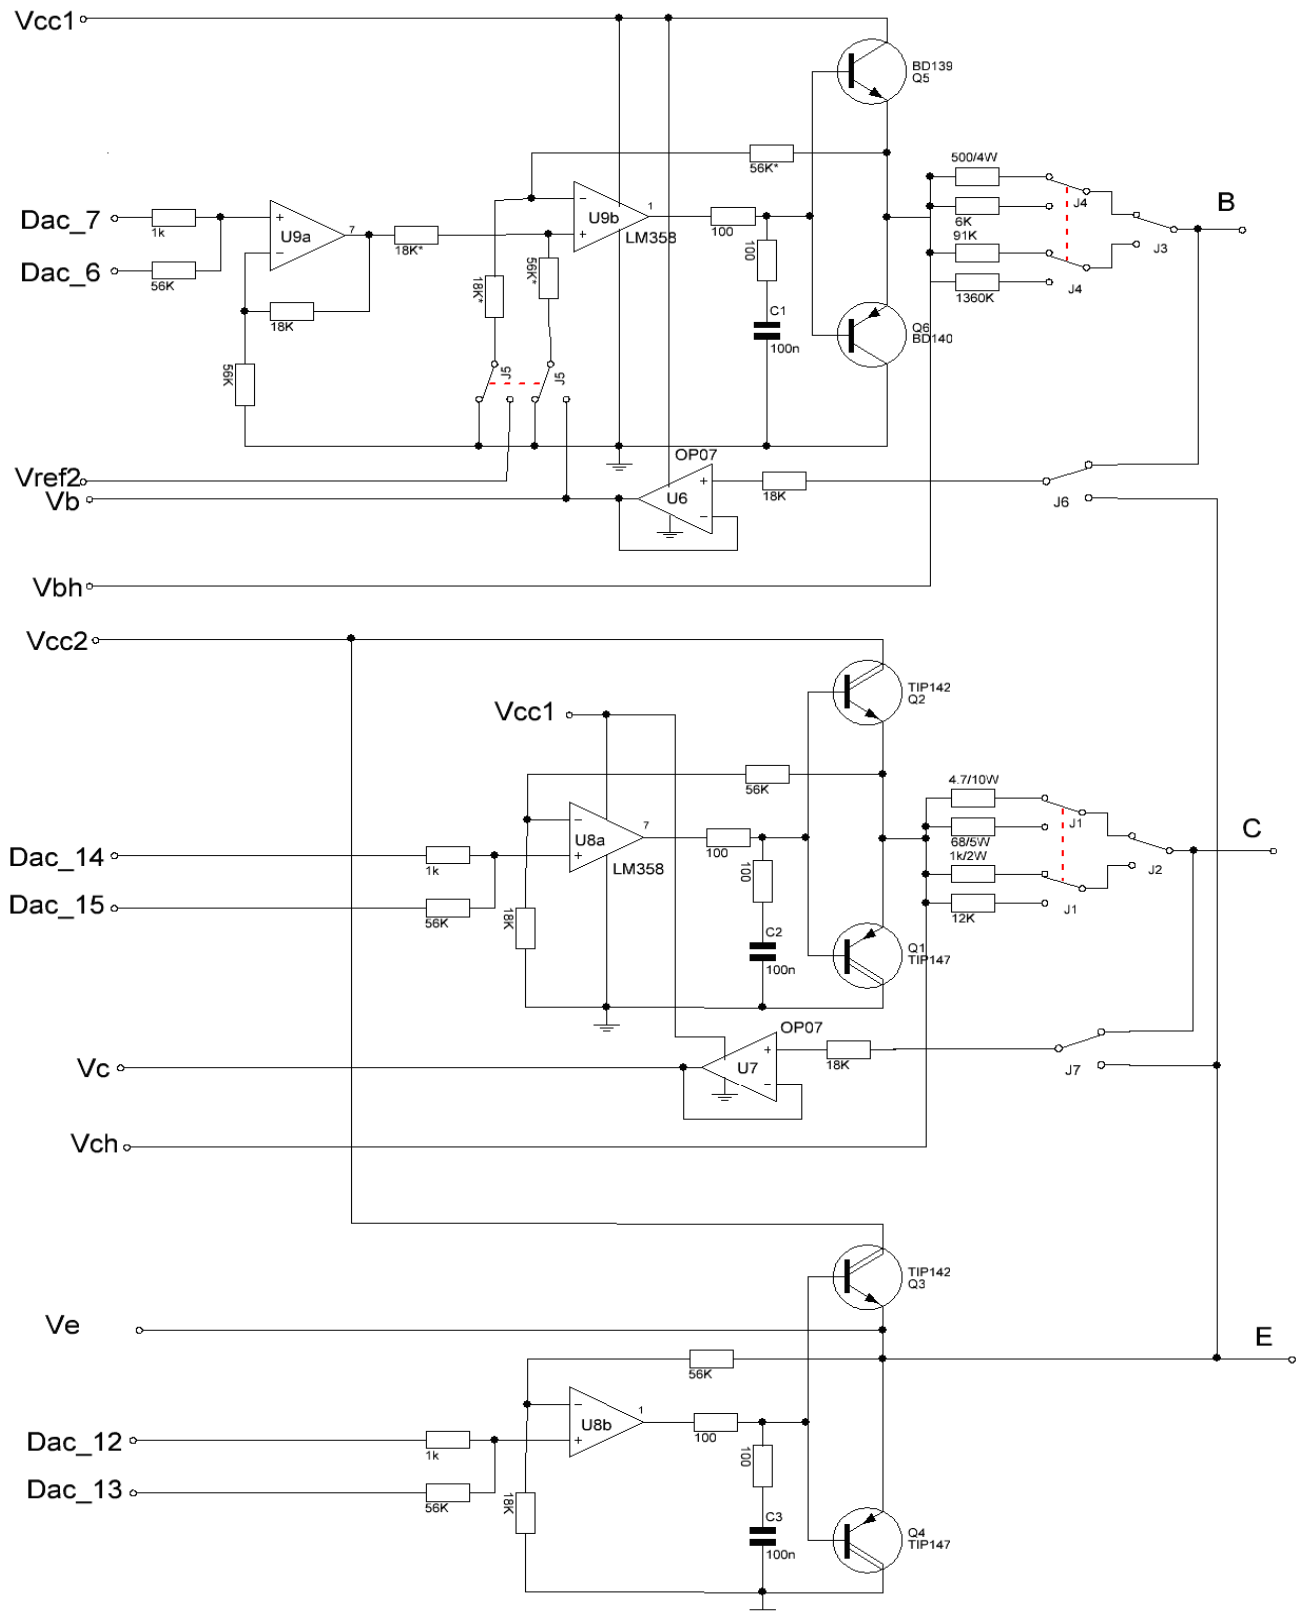 Vcc1
BD139
Q5
56K*
500/4W
J4
6K
91K
J4
1360K
B
J3
Dac_7
1k
Dac_6
56K
U9a
7
18K
56K
18K*
U9b
1
LM358
100
100
C1
100n
18K*
56K*
J5
J5
Q6
BD140
Vref2
Vb
OP07
U6
18K
J6
Vbh
Vcc2
TIP142
Q2
Vcc1
56K
4.7/10W
J1
68/5W
1k/2W
J1
12K
C
J2
U8a
7
LM358
100
100
Dac_14
1k
Dac_15
56K
18K
C2
100n
Q1
TIP147
OP07
U7
18K
J7
Vc
Vch
TIP142
Q3
Ve
E
56K
U8b
1
100
100
Dac_12
1k
Dac_13
56K
18K
C3
100n
Q4
TIP147